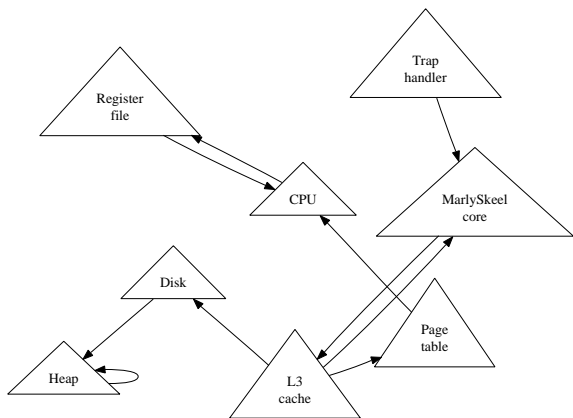 Trap
handler
Register
file
CPU
MarlySkeel
core
Disk
Page
table
Heap
L3
cache